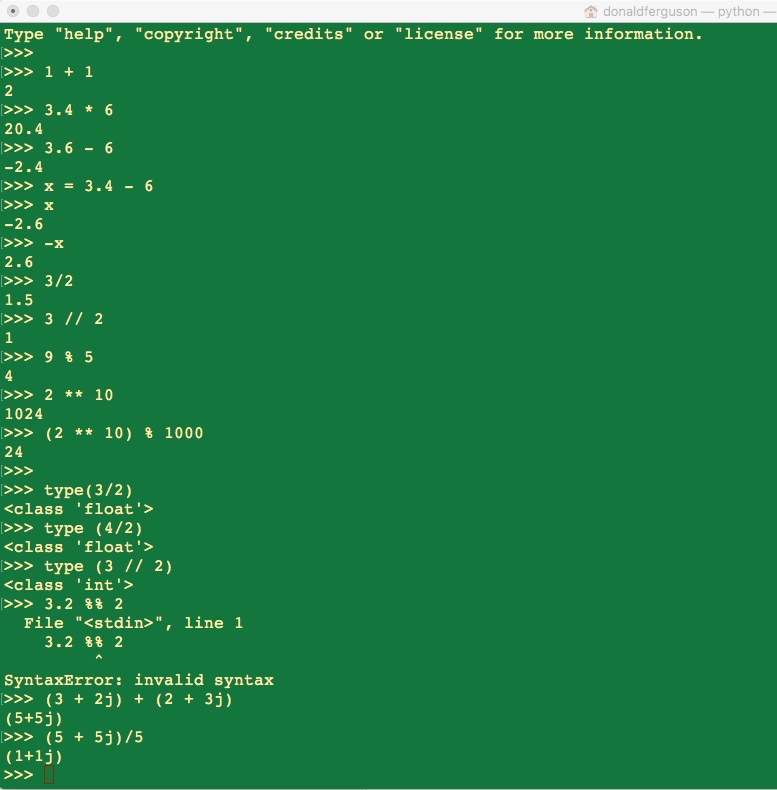 donaldferguson — python —
Type "help", "copyright", "credits" or "license" for more information.
>>>
>>> 1 + 1
2
>>> 3.4 * 6
20.4
>>> 3.6 - 6
-2.4
>>> x = 3.4 - 6
>>> x
-2.6
>>> -x
2.6
>>> 3/2
1.5
>>> 3 // 2
1
>>> 9 % 5
4
>>> 2 ** 10
1024
>>> (2 ** 10) % 1000
24
>>>
>>> type(3/2)
<class 'float'>
>>> type (4/2)
<class 'float'>
>>> type (3 // 2)
<class 'int'>
>>> 3.2 %% 2
  File "<stdin>", line 1
    3.2 %% 2
         ^
SyntaxError: invalid syntax
>>> (3 + 2j) + (2 + 3j)
(5+5j)
>>> (5 + 5j)/5
(1+1j)
>>>